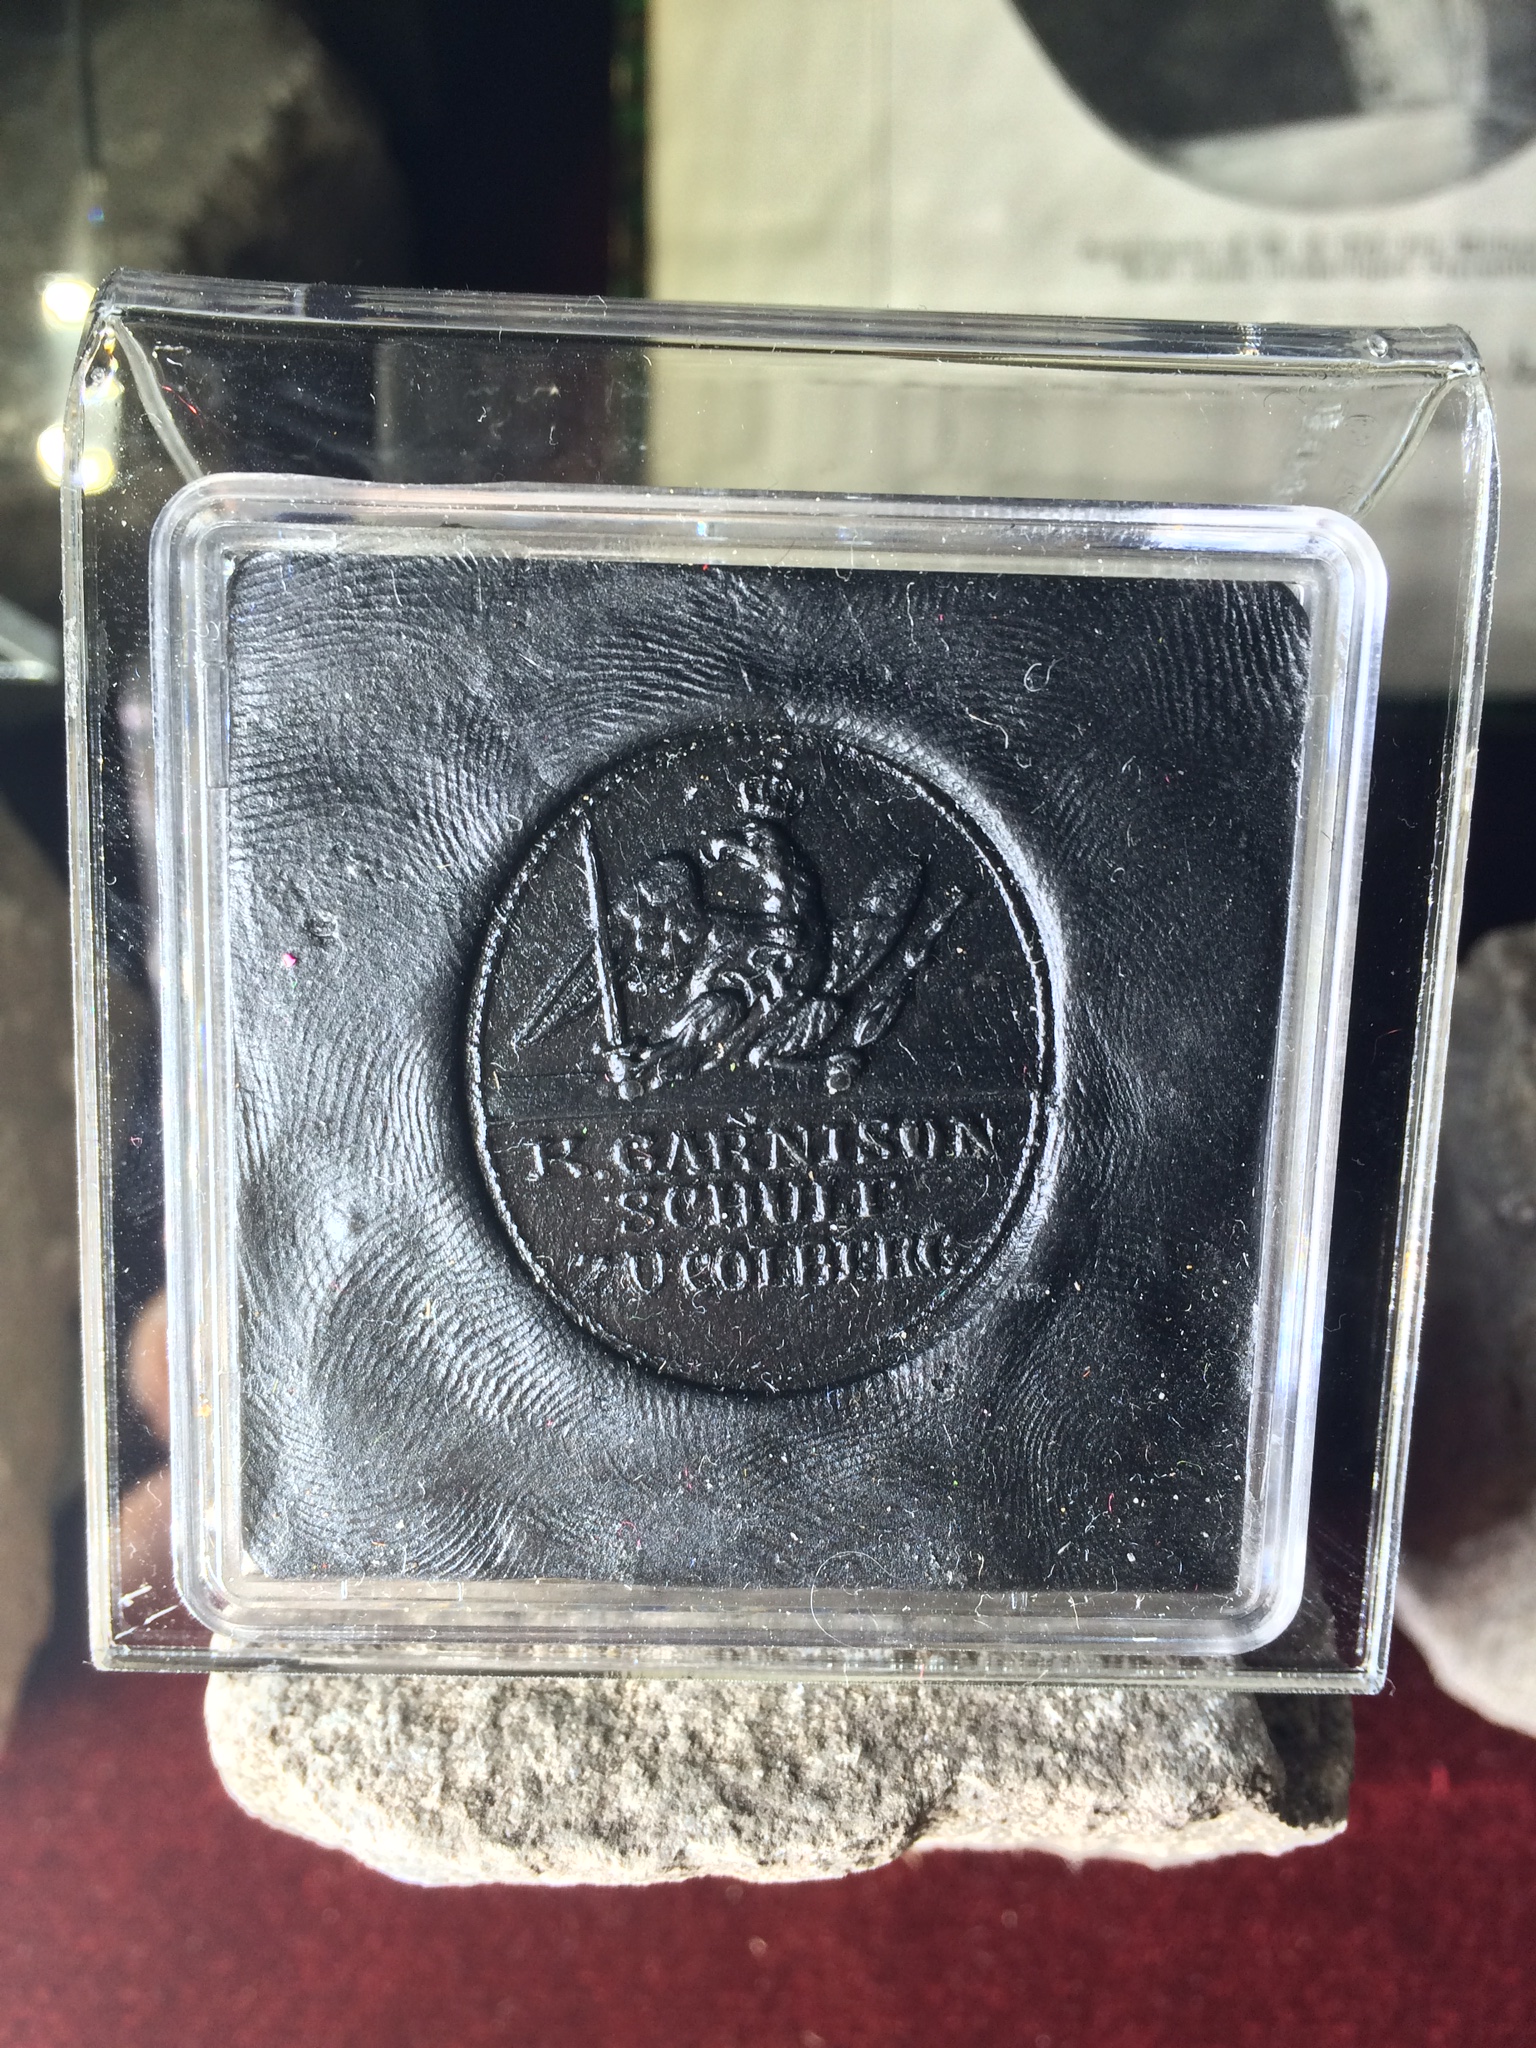 K. GARNISON
SCHULE
ZU COLBERG